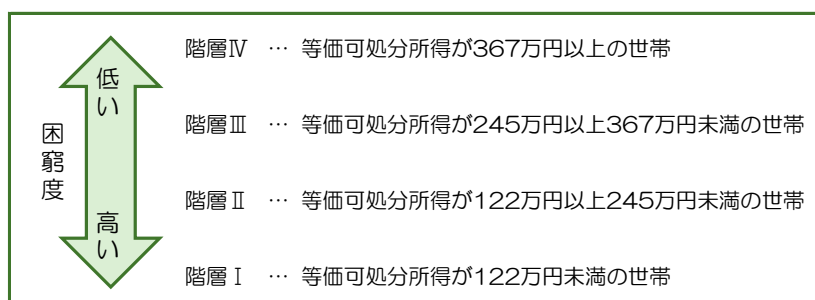 階層Ⅳ … 等価可処分所得が367万円以上の世帯
低い
階層Ⅲ … 等価可処分所得が245万円以上367万円未満の世帯
困窮度
階層Ⅱ … 等価可処分所得が122万円以上245万円未満の世帯
高い
階層Ⅰ … 等価可処分所得が122万円未満の世帯